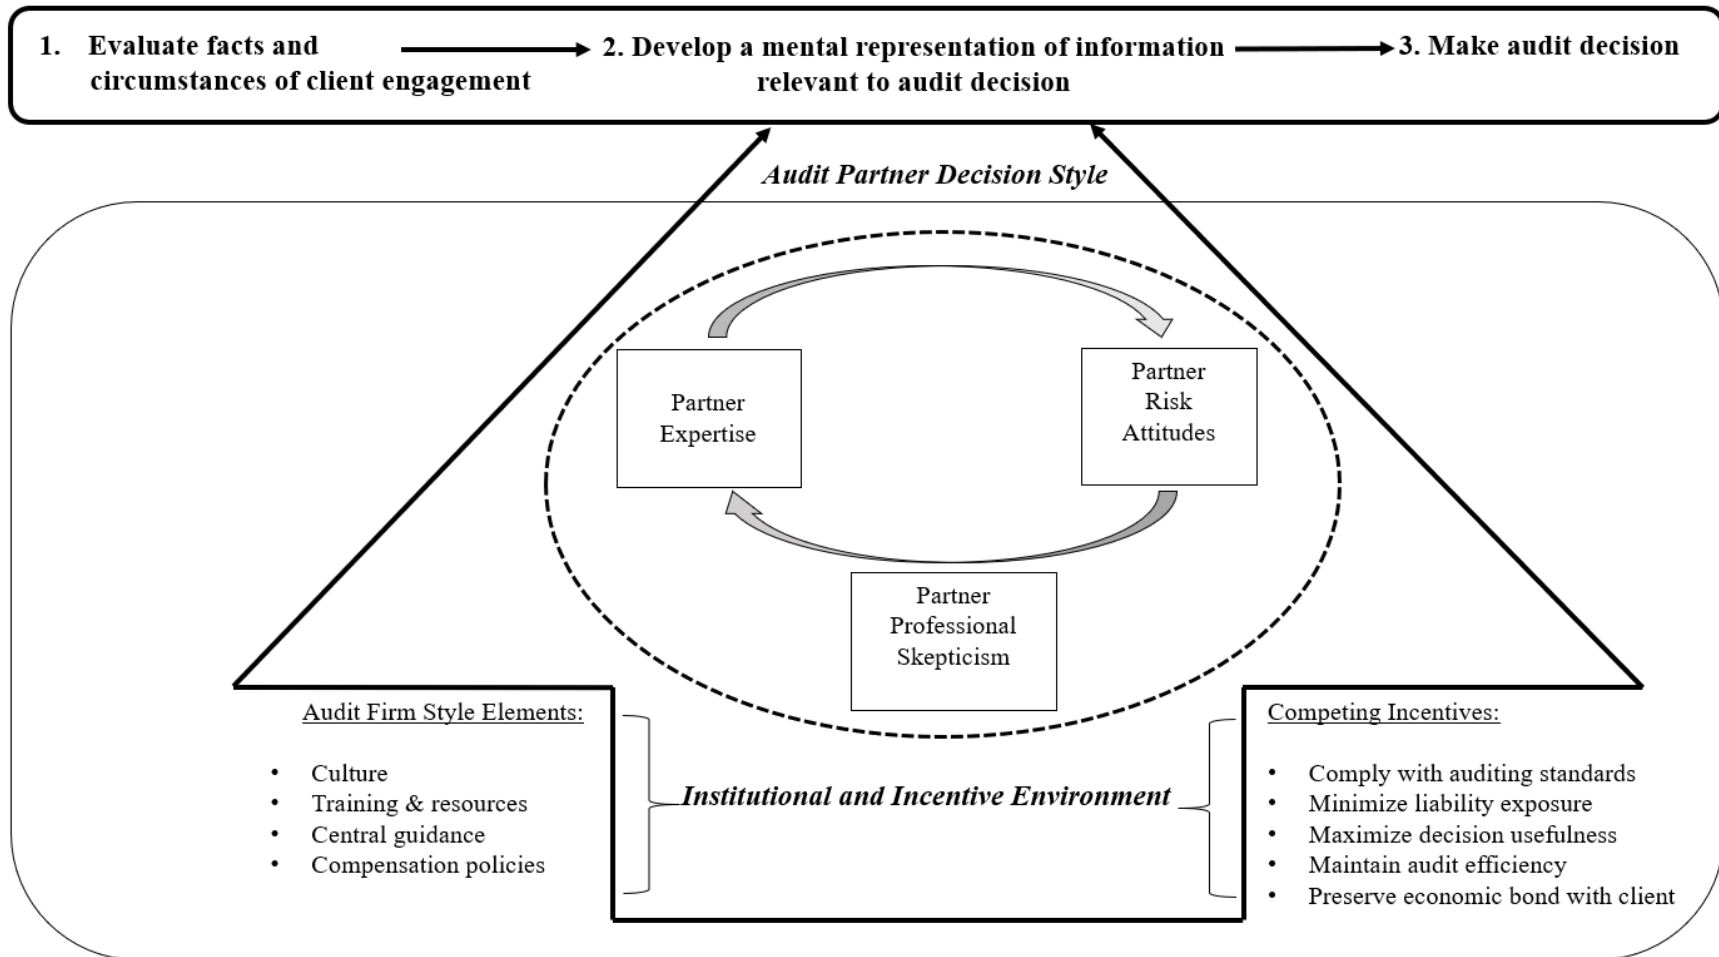 1. Evaluate facts and
circumstances of client engagement
2. Develop a mental representation of information
relevant to audit decision
3. Make audit decision
Audit Partner Decision Style
Partner
Expertise
Partner
Risk
Attitudes
Partner
Professional
Skepticism
Audit Firm Style Elements:
• Culture
• Training & resources
• Central guidance
• Compensation policies
Institutional and Incentive Environment
Competing Incentives:
• Comply with auditing standards
• Minimize liability exposure
• Maximize decision usefulness
• Maintain audit efficiency
• Preserve economic bond with client